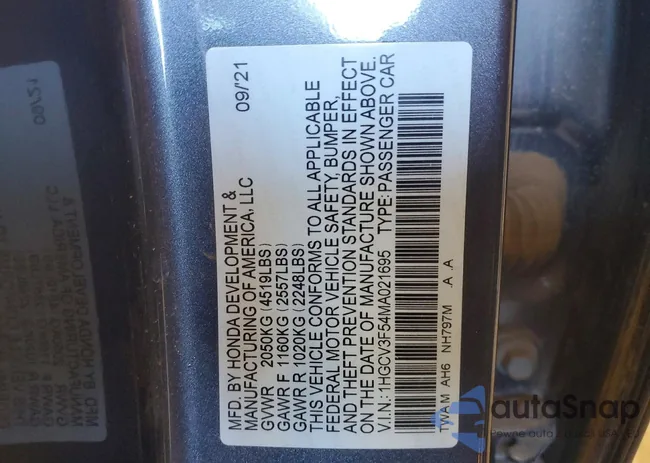 MFD. BY HONDA DEVELOPMENT &
MANUFACTURING OF AMERICA, LLC 09/21
GVWR 2050KG (4519LBS)
GAWR F 1160KG (2557LBS)
GAWR R 1020KG (2248LBS)
THIS VEHICLE CONFORMS TO ALL APPLICABLE
FEDERAL MOTOR VEHICLE SAFETY, BUMPER,
AND THEFT PREVENTION STANDARDS IN EFFECT
ON THE DATE OF MANUFACTURE SHOWN ABOVE.
V.I.N.: 1HGCV3F54MA021695 TYPE: PASSENGER CAR
TWA M AH6 NH797M .A .A
autoSnap